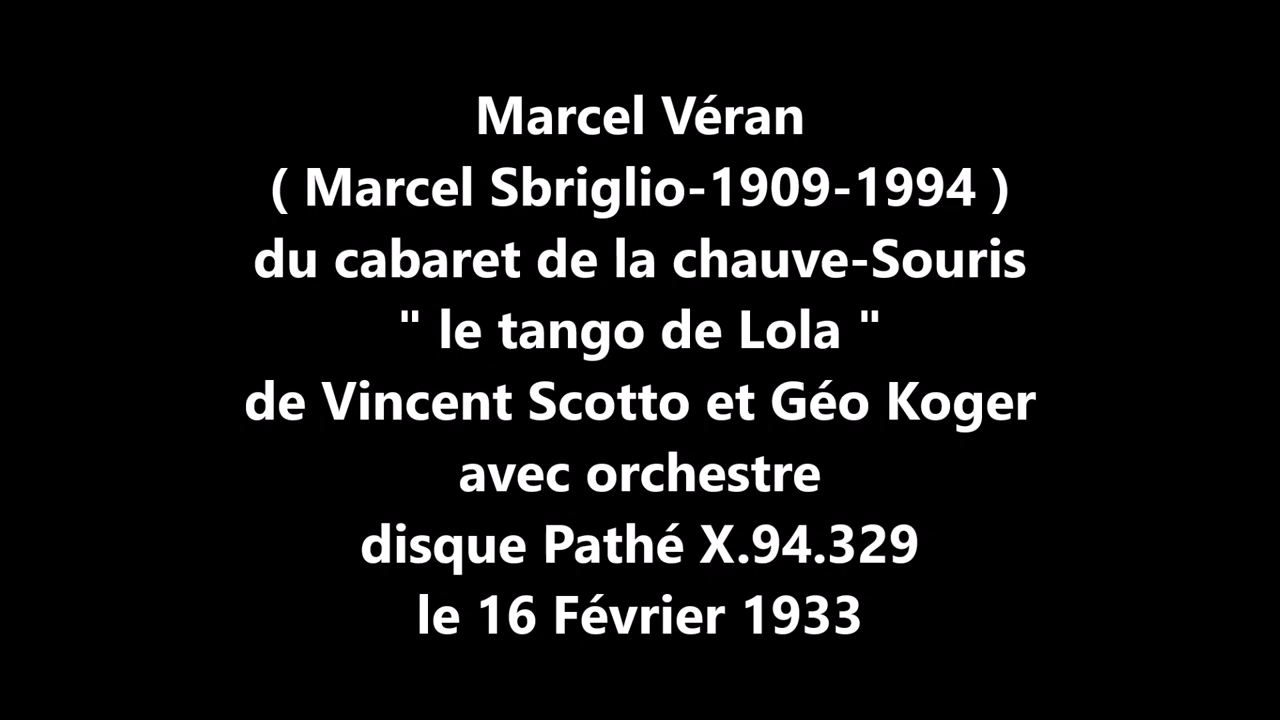 Marcel Véran
( Marcel Sbriglio-1909-1994 )
du cabaret de la chauve-Souris
" le tango de Lola "
de Vincent Scotto et Géo Koger
avec orchestre
disque Pathé X.94.329
le 16 Février 1933